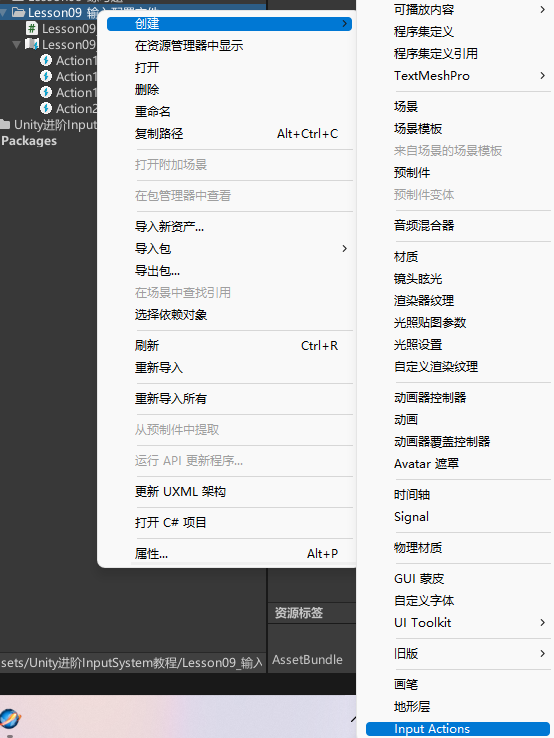 Lesson09 输入配置文件
Lesson09
Lesson09
Action1
Action1
Action1
Action2
Unity进阶Input
Packages
创建
在资源管理器中显示
打开
删除
重命名
复制路径 Alt+Ctrl+C
打开附加场景
在包管理器中查看
导入新资产...
导入包
导出包...
在场景中查找引用
选择依赖对象
刷新 Ctrl+R
重新导入
重新导入所有
从预制件中提取
运行 API 更新程序...
更新 UXML 架构
打开 C# 项目
属性... Alt+P
可播放内容
程序集定义
程序集定义引用
TextMeshPro
场景
场景模板
来自场景的场景模板
预制件
预制件变体
音频混合器
材质
镜头眩光
渲染器纹理
光照贴图参数
光照设置
自定义渲染纹理
动画器控制器
动画
动画器覆盖控制器
Avatar 遮罩
时间轴
Signal
物理材质
GUI 蒙皮
自定义字体
UI Toolkit
旧版
画笔
地形层
Input Actions
资源标签
AssetBundle
sets/Unity进阶InputSystem教程/Lesson09_输入